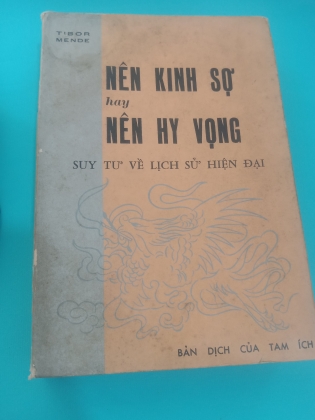 TIBOR
MENDE
NÊN KINH SỢ
hay
NÊN HY VỌNG
SUY TƯ VỀ LỊCH SỬ HIỆN ĐẠI
BẢN DỊCH CỦA TAM ÍCH